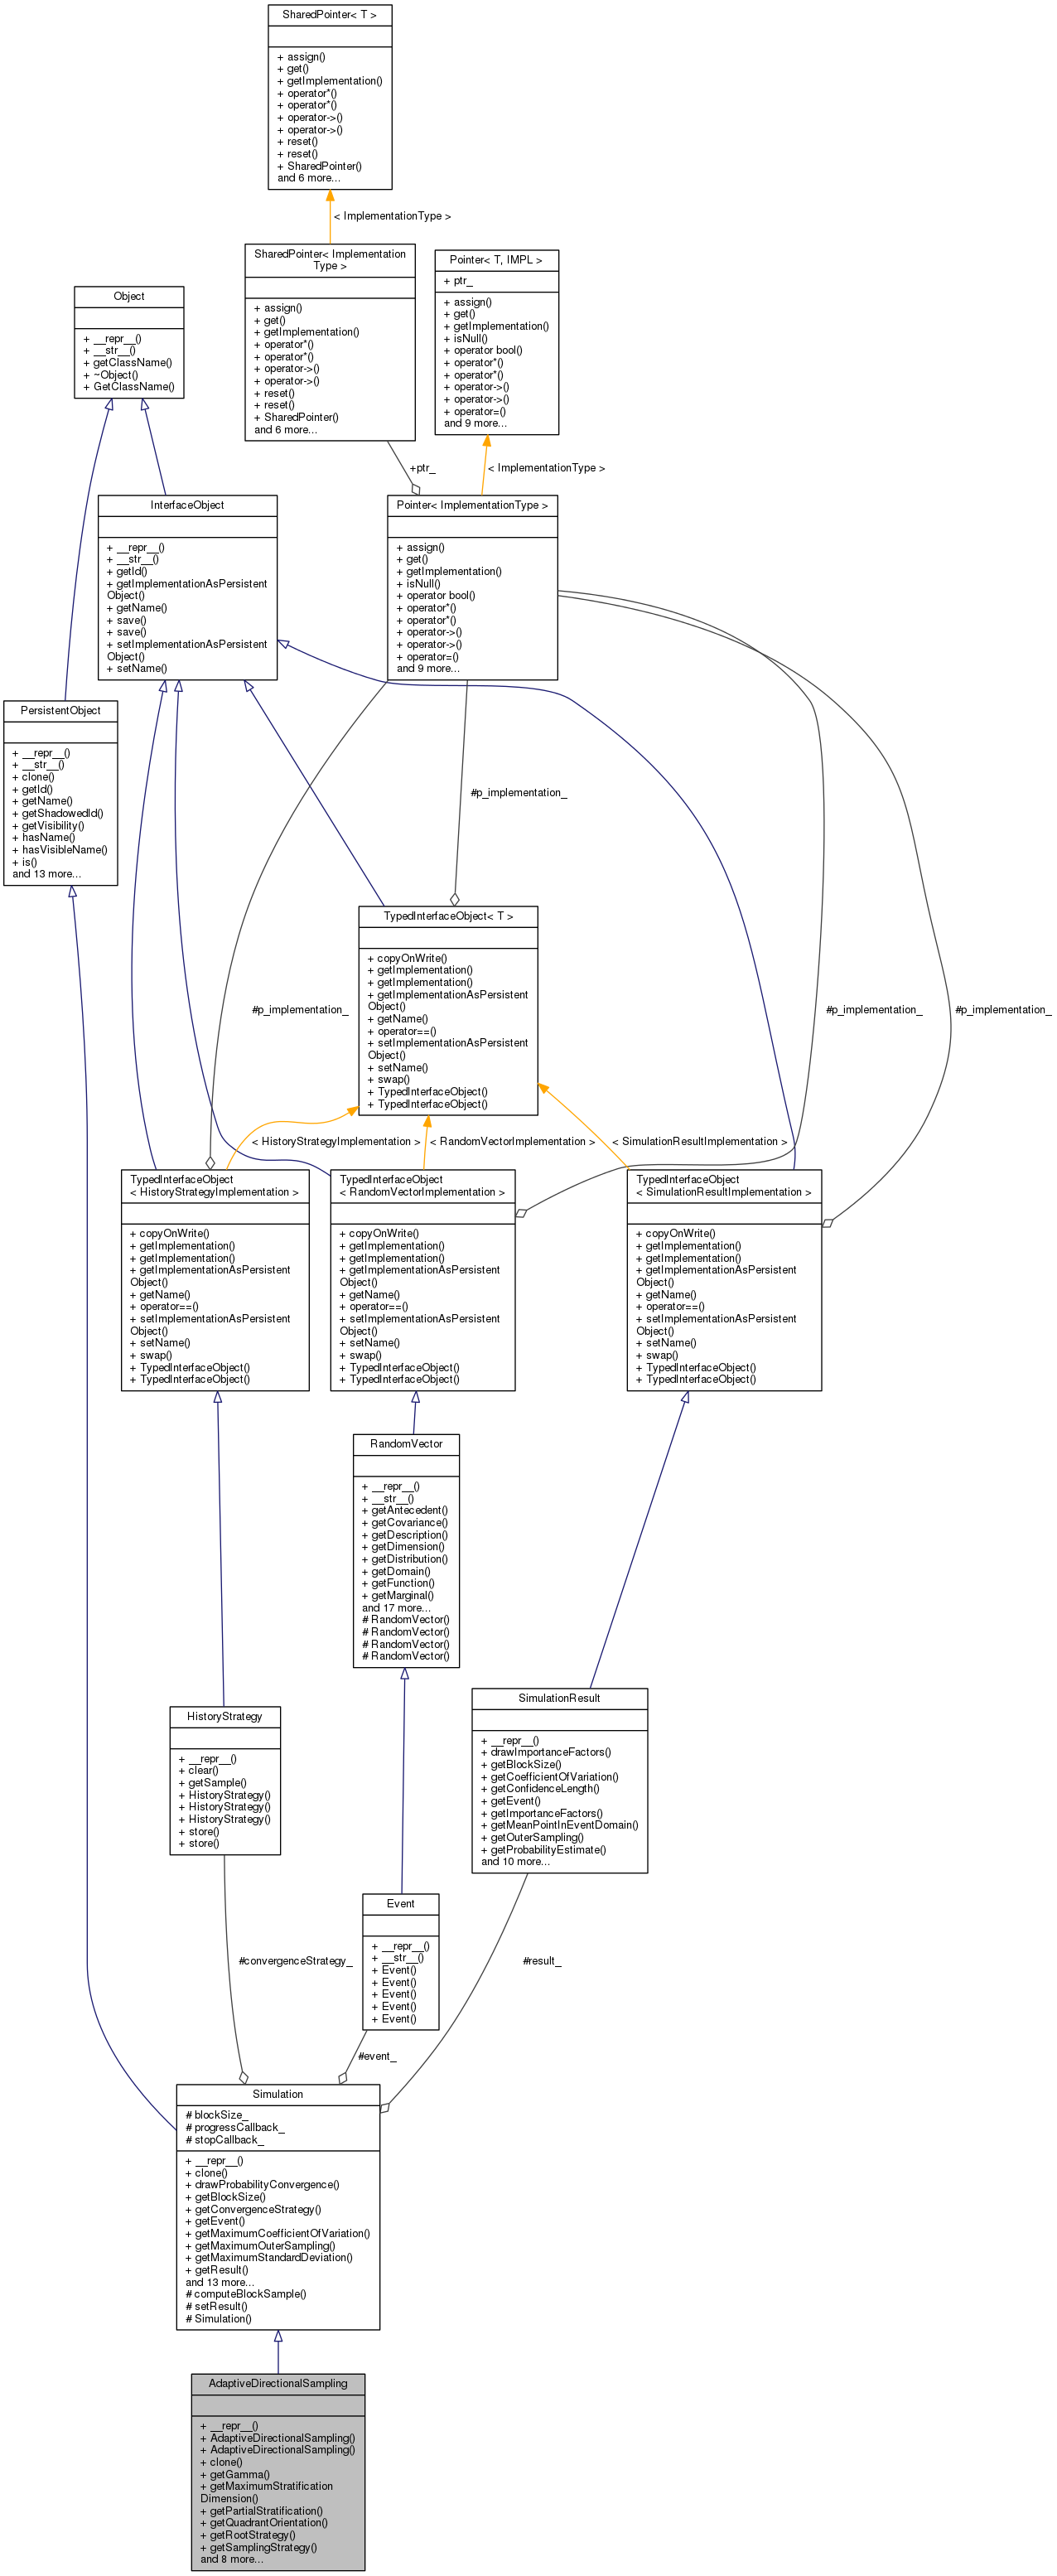 SharedPointer< T >
+ assign()
+ get()
+ getImplementation()
+ operator*()
+ operator*()
+ operator->()
+ operator->()
+ reset()
+ reset()
+ SharedPointer()
and 6 more...
< ImplementationType >
SharedPointer< Implementation
Type >
+ assign()
+ get()
+ getImplementation()
+ operator*()
+ operator*()
+ operator->()
+ operator->()
+ reset()
+ reset()
+ SharedPointer()
and 6 more...
Pointer< T, IMPL >
+ ptr_
+ assign()
+ get()
+ getImplementation()
+ isNull()
+ operator bool()
+ operator*()
+ operator*()
+ operator->()
+ operator->()
+ operator=()
and 9 more...
Object
+ __repr__()
+ __str__()
+ getClassName()
+ ~Object()
+ GetClassName()
+ptr_
< ImplementationType >
InterfaceObject
+ __repr__()
+ __str__()
+ getId()
+ getImplementationAsPersistent
Object()
+ getName()
+ save()
+ save()
+ setImplementationAsPersistent
Object()
+ setName()
Pointer< ImplementationType >
+ assign()
+ get()
+ getImplementation()
+ isNull()
+ operator bool()
+ operator*()
+ operator*()
+ operator->()
+ operator->()
+ operator=()
and 9 more...
PersistentObject
+ __repr__()
+ __str__()
+ clone()
+ getId()
+ getName()
+ getShadowedId()
+ getVisibility()
+ hasName()
+ hasVisibleName()
+ is()
and 13 more...
#p_implementation_
TypedInterfaceObject< T >
+ copyOnWrite()
+ getImplementation()
+ getImplementation()
+ getImplementationAsPersistent
Object()
+ getName()
+ operator==()
+ setImplementationAsPersistent
Object()
+ setName()
+ swap()
+ TypedInterfaceObject()
+ TypedInterfaceObject()
#p_implementation_
#p_implementation_
#p_implementation_
< HistoryStrategyImplementation >
< RandomVectorImplementation >
< SimulationResultImplementation >
TypedInterfaceObject
< HistoryStrategyImplementation >
+ copyOnWrite()
+ getImplementation()
+ getImplementation()
+ getImplementationAsPersistent
Object()
+ getName()
+ operator==()
+ setImplementationAsPersistent
Object()
+ setName()
+ swap()
+ TypedInterfaceObject()
+ TypedInterfaceObject()
TypedInterfaceObject
< RandomVectorImplementation >
+ copyOnWrite()
+ getImplementation()
+ getImplementation()
+ getImplementationAsPersistent
Object()
+ getName()
+ operator==()
+ setImplementationAsPersistent
Object()
+ setName()
+ swap()
+ TypedInterfaceObject()
+ TypedInterfaceObject()
TypedInterfaceObject
< SimulationResultImplementation >
+ copyOnWrite()
+ getImplementation()
+ getImplementation()
+ getImplementationAsPersistent
Object()
+ getName()
+ operator==()
+ setImplementationAsPersistent
Object()
+ setName()
+ swap()
+ TypedInterfaceObject()
+ TypedInterfaceObject()
RandomVector
+ __repr__()
+ __str__()
+ getAntecedent()
+ getCovariance()
+ getDescription()
+ getDimension()
+ getDistribution()
+ getDomain()
+ getFunction()
+ getMarginal()
and 17 more...
# RandomVector()
# RandomVector()
# RandomVector()
# RandomVector()
HistoryStrategy
+ __repr__()
+ clear()
+ getSample()
+ HistoryStrategy()
+ HistoryStrategy()
+ HistoryStrategy()
+ store()
+ store()
SimulationResult
+ __repr__()
+ drawImportanceFactors()
+ getBlockSize()
+ getCoefficientOfVariation()
+ getConfidenceLength()
+ getEvent()
+ getImportanceFactors()
+ getMeanPointInEventDomain()
+ getOuterSampling()
+ getProbabilityEstimate()
and 10 more...
Event
+ __repr__()
+ __str__()
+ Event()
+ Event()
+ Event()
+ Event()
+ Event()
#convergenceStrategy_
#result_
#event_
Simulation
# blockSize_
# progressCallback_
# stopCallback_
+ __repr__()
+ clone()
+ drawProbabilityConvergence()
+ getBlockSize()
+ getConvergenceStrategy()
+ getEvent()
+ getMaximumCoefficientOfVariation()
+ getMaximumOuterSampling()
+ getMaximumStandardDeviation()
+ getResult()
and 13 more...
# computeBlockSample()
# setResult()
# Simulation()
AdaptiveDirectionalSampling
+ __repr__()
+ AdaptiveDirectionalSampling()
+ AdaptiveDirectionalSampling()
+ clone()
+ getGamma()
+ getMaximumStratification
Dimension()
+ getPartialStratification()
+ getQuadrantOrientation()
+ getRootStrategy()
+ getSamplingStrategy()
and 8 more...